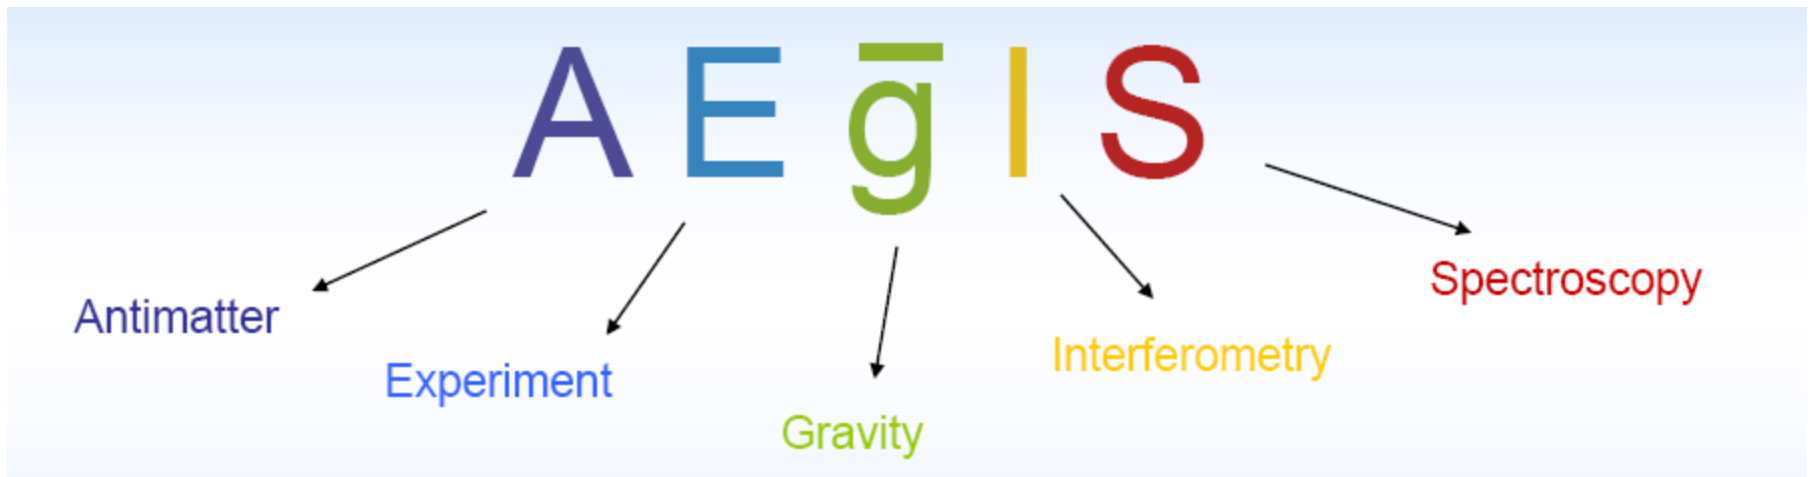 A E g̅ I S
Antimatter
Experiment
Gravity
Interferometry
Spectroscopy